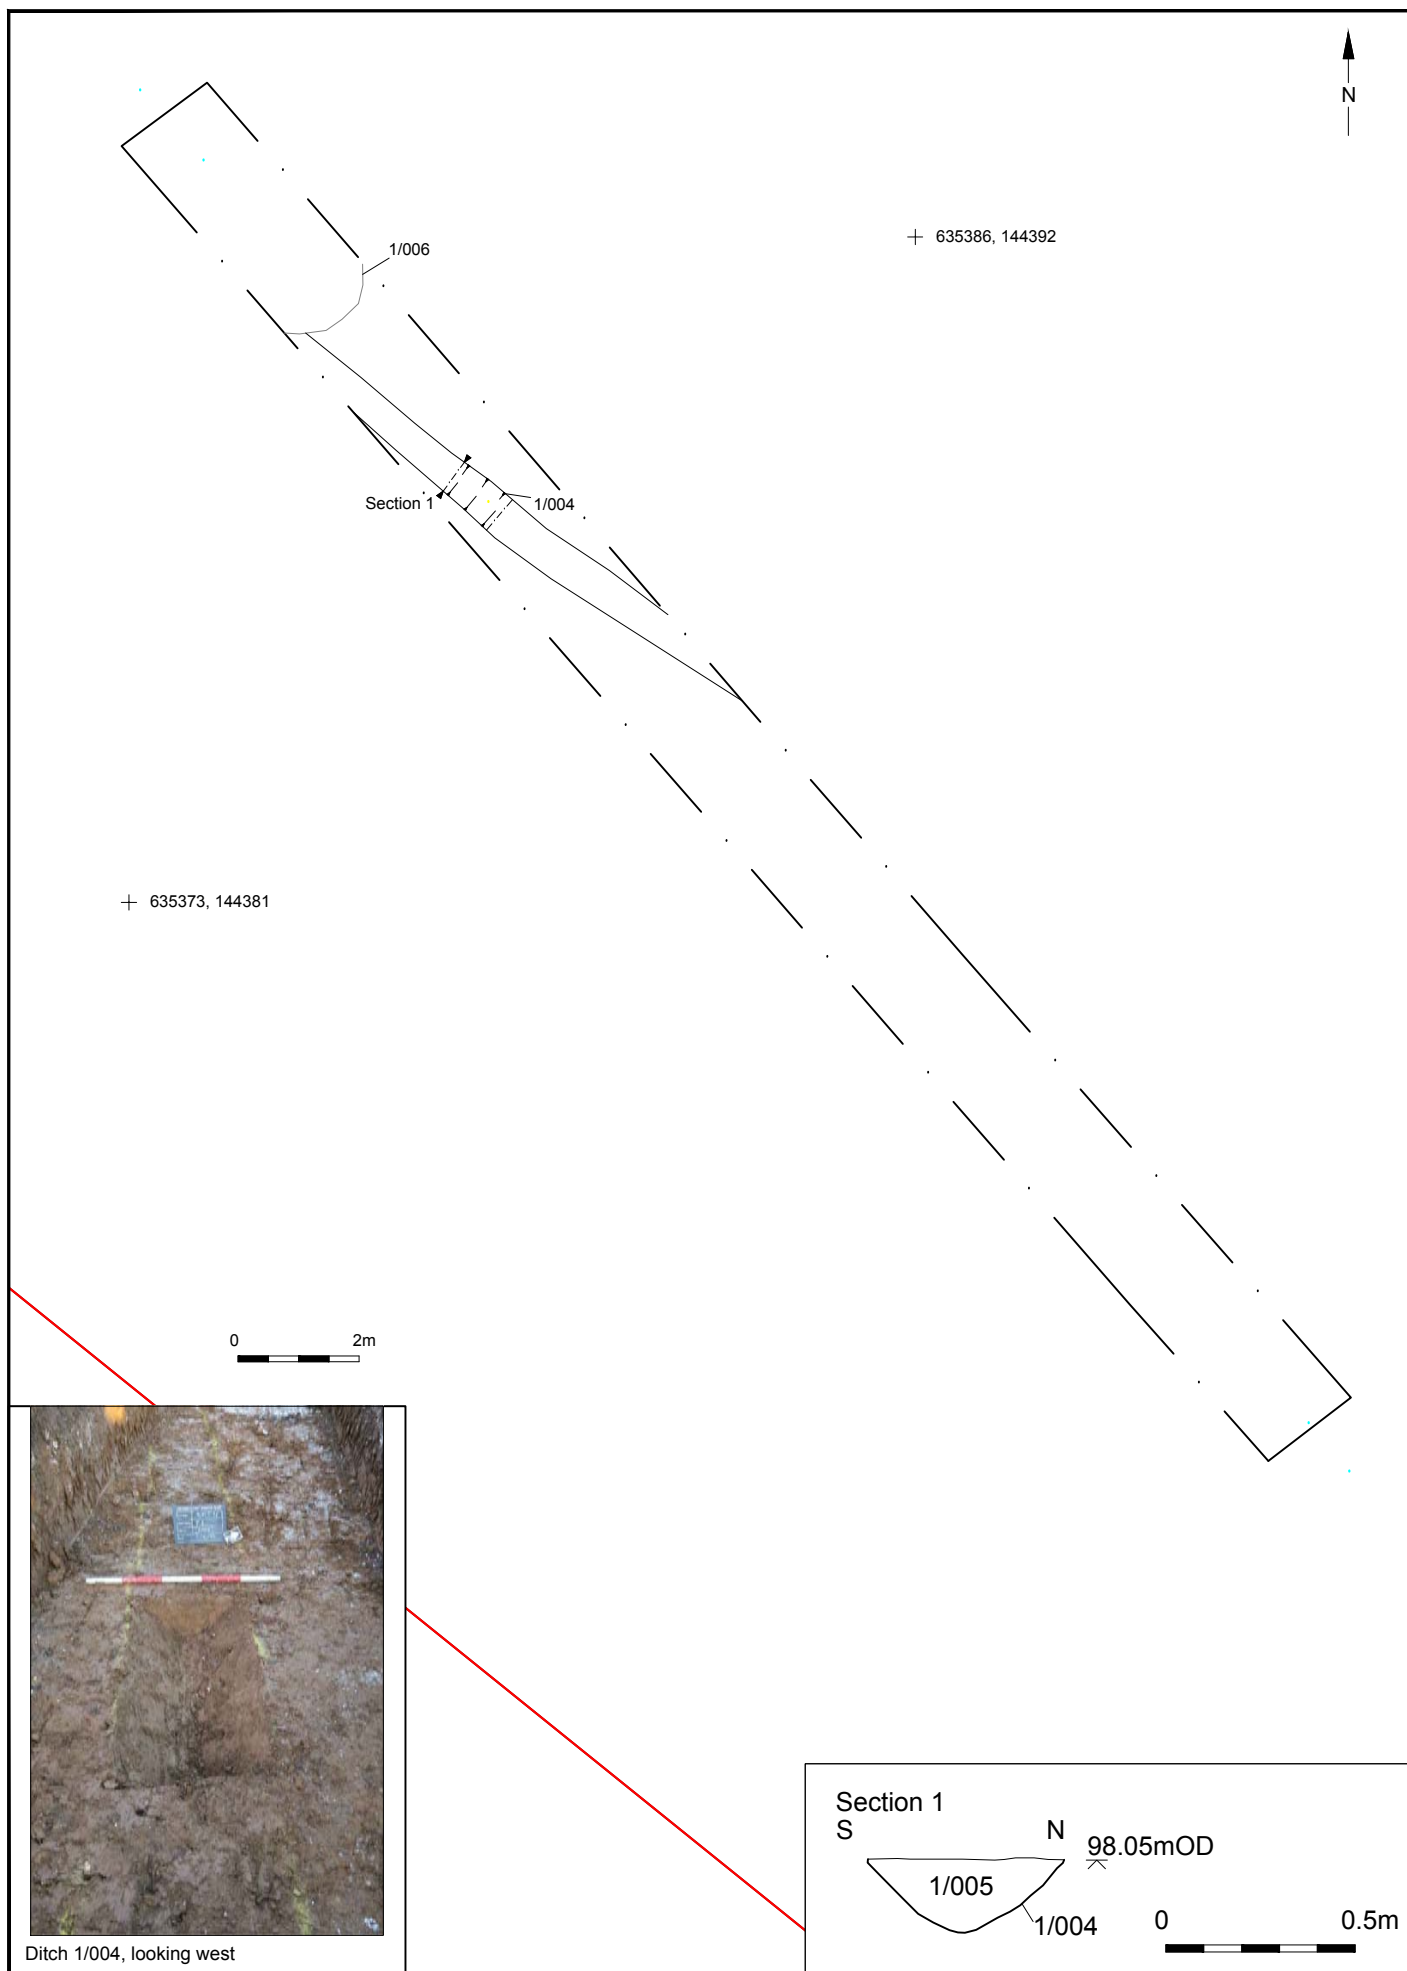 N
635386, 144392
1/006
Section 1
1/004
635373, 144381
0 2m
Ditch 1/004, looking west
Section 1
S N
98.05mOD
1/005
1/004
0 0.5m